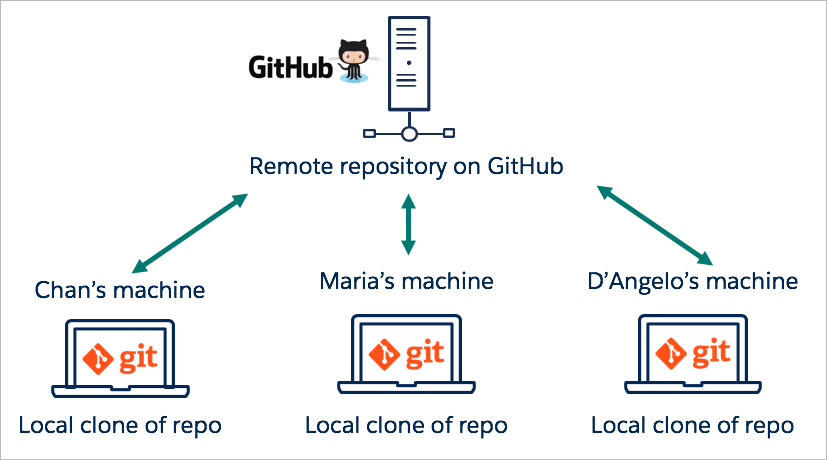 GitHub
Remote repository on GitHub
Chan’s machine
Maria’s machine
D’Angelo’s machine
git
git
git
Local clone of repo
Local clone of repo
Local clone of repo